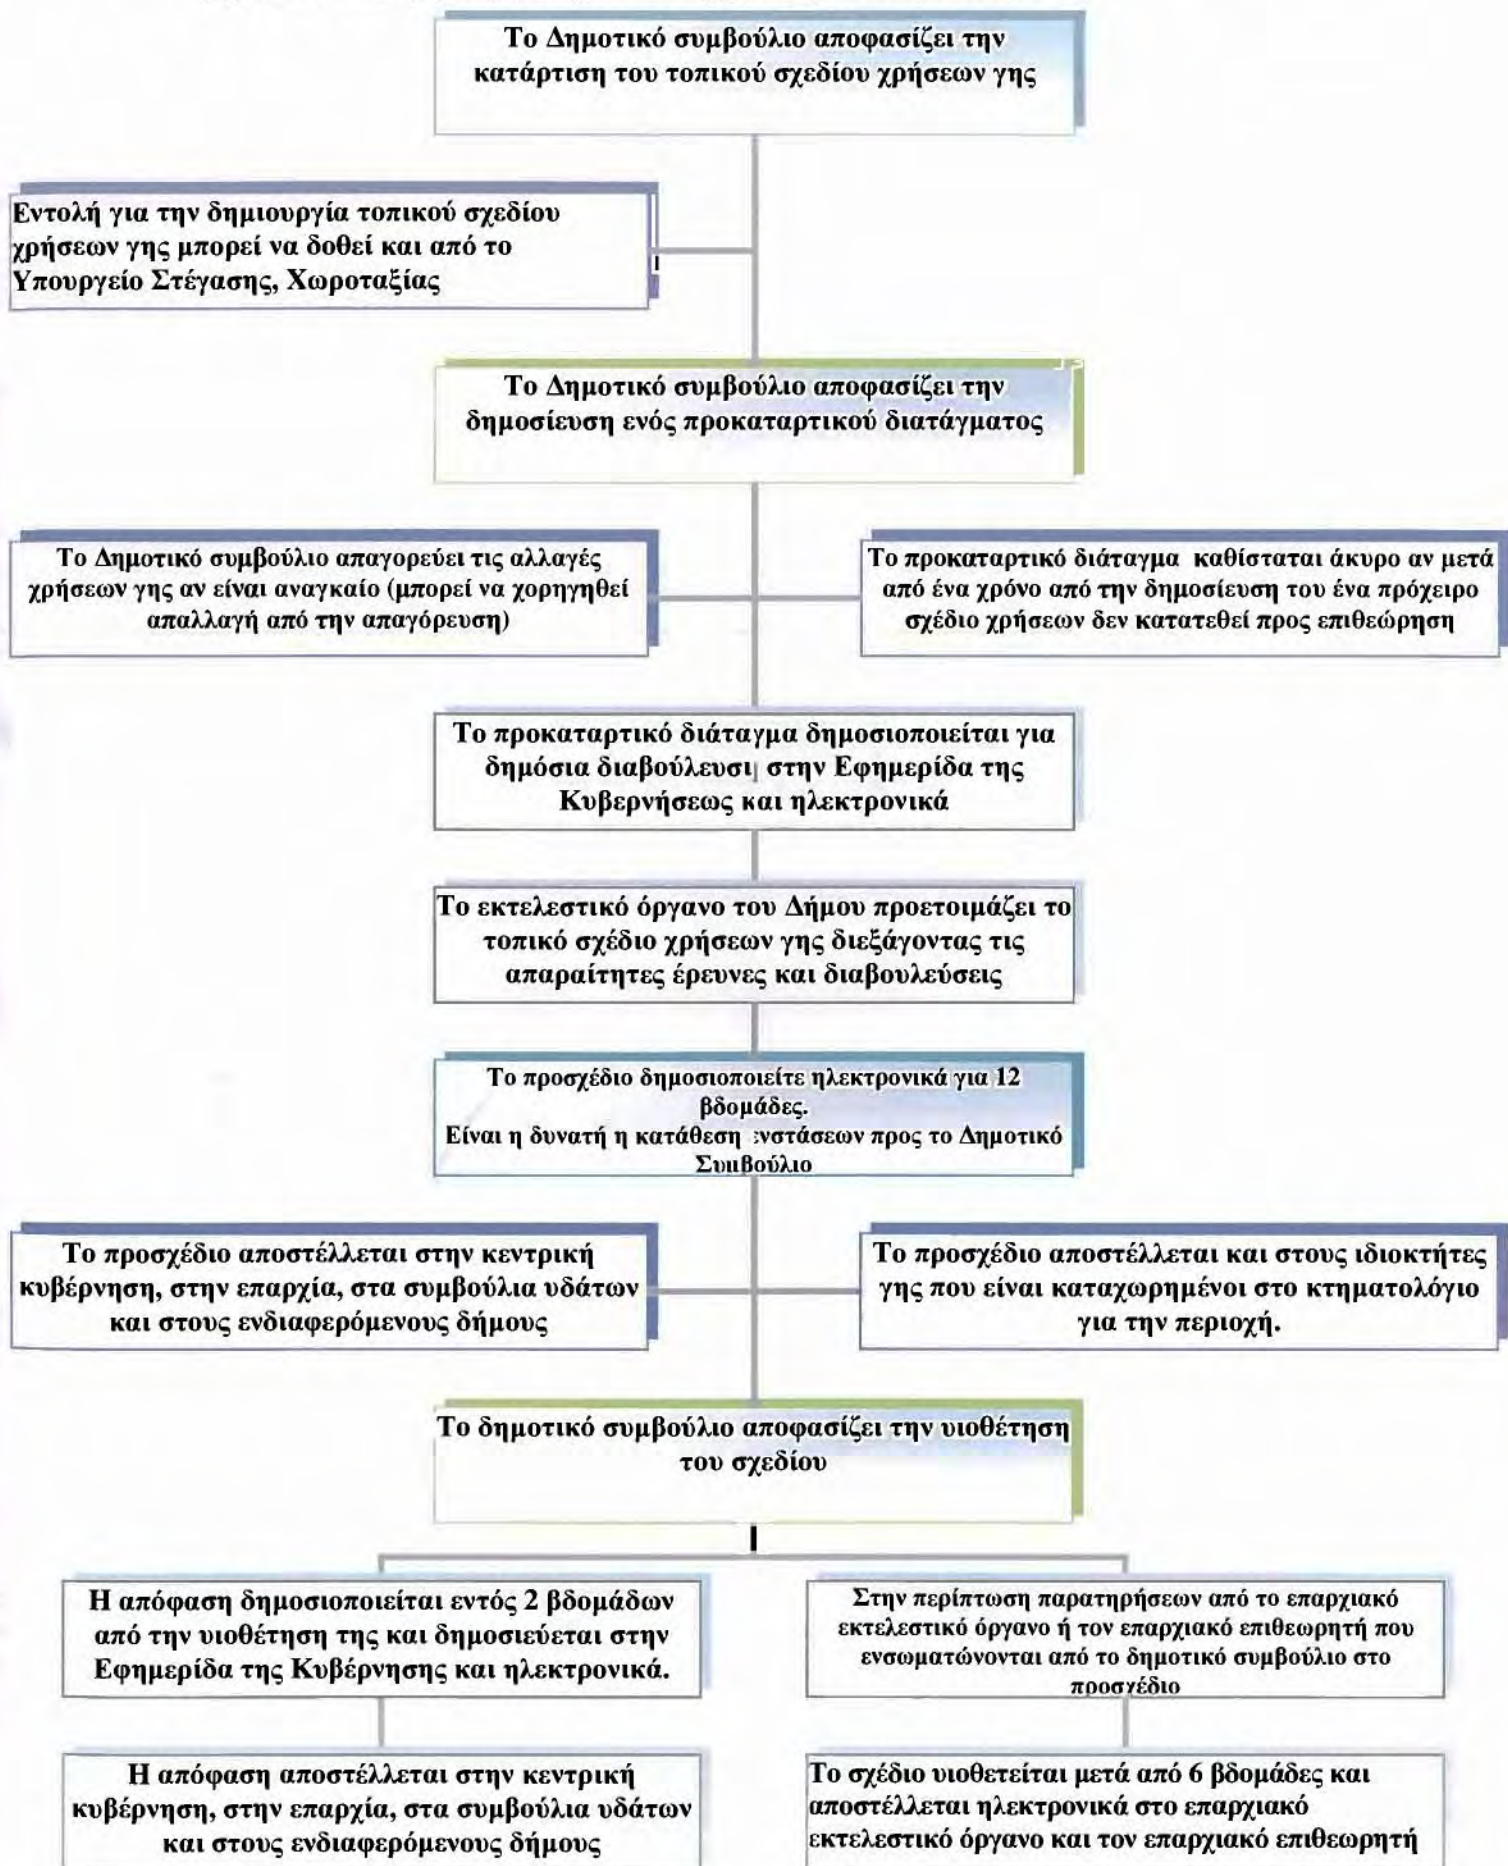 Το Δημοτικό συμβούλιο αποφασίζει την
κατάρτιση του τοπικού σχεδίου χρήσεων γης
Εντολή για την δημιουργία τοπικού σχεδίου
χρήσεων γης μπορεί να δοθεί και από το
Υπουργείο Στέγασης, Χωροταξίας
Το Δημοτικό συμβούλιο αποφασίζει την
δημοσίευση ενός προκαταρτικού διατάγματος
Το Δημοτικό συμβούλιο απαγορεύει τις αλλαγές
χρήσεων γης αν είναι αναγκαίο (μπορεί να χορηγηθεί
απαλλαγή από την απαγόρευση)
Το προκαταρτικό διάταγμα καθίσταται άκυρο αν μετά
από ένα χρόνο από την δημοσίευση του ένα πρόχειρο
σχέδιο χρήσεων δεν κατατεθεί προς επιθεώρηση
Το προκαταρτικό διάταγμα δημοσιοποιείται για
δημόσια διαβούλευση στην Εφημερίδα της
Κυβερνήσεως και ηλεκτρονικά
Το εκτελεστικό όργανο του Δήμου προετοιμάζει το
τοπικό σχέδιο χρήσεων γης διεξάγοντας τις
απαραίτητες έρευνες και διαβουλεύσεις
Το προσχέδιο δημοσιοποιείτε ηλεκτρονικά για 12
βδομάδες.
Είναι η δυνατή η κατάθεση ενστάσεων προς το Δημοτικό
Συμβούλιο
Το προσχέδιο αποστέλλεται στην κεντρική
κυβέρνηση, στην επαρχία, στα συμβούλια υδάτων
και στους ενδιαφερόμενους δήμους
Το προσχέδιο αποστέλλεται και στους ιδιοκτήτες
γης που είναι καταχωρημένοι στο κτηματολόγιο
για την περιοχή.
Το δημοτικό συμβούλιο αποφασίζει την υιοθέτηση
του σχεδίου
Η απόφαση δημοσιοποιείται εντός 2 βδομάδων
από την υιοθέτηση της και δημοσιεύεται στην
Εφημερίδα της Κυβέρνησης και ηλεκτρονικά.
Στην περίπτωση παρατηρήσεων από το επαρχιακό
εκτελεστικό όργανο ή τον επαρχιακό επιθεωρητή που
ενσωματώνονται από το δημοτικό συμβούλιο στο
προσχέδιο
Η απόφαση αποστέλλεται στην κεντρική
κυβέρνηση, στην επαρχία, στα συμβούλια υδάτων
και στους ενδιαφερόμενους δήμους
Το σχέδιο υιοθετείται μετά από 6 βδομάδες και
αποστέλλεται ηλεκτρονικά στο επαρχιακό
εκτελεστικό όργανο και τον επαρχιακό επιθεωρητή